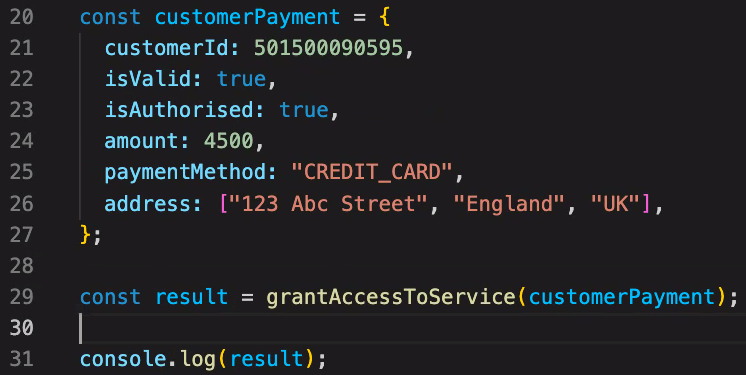 20 const customerPayment = {
21 customerId: 501500090595,
22 isValid: true,
23 isAuthorised: true,
24 amount: 4500,
25 paymentMethod: "CREDIT_CARD",
26 address: ["123 Abc Street", "England", "UK"],
27 };
28
29 const result = grantAccessToService(customerPayment);
30
31 console.log(result);